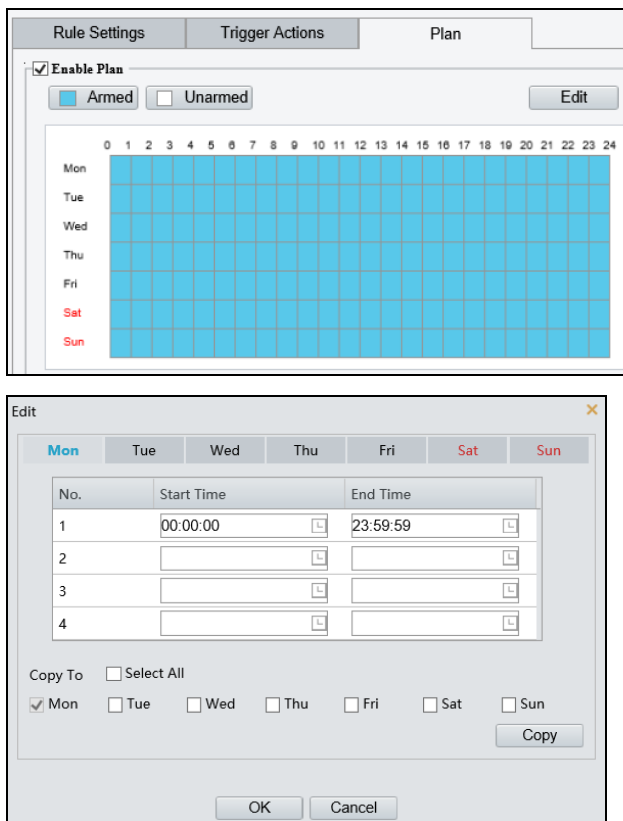 Rule Settings Trigger Actions Plan
Enable Plan
Armed Unarmed Edit
0 1 2 3 4 5 6 7 8 9 10 11 12 13 14 15 16 17 18 19 20 21 22 23 24
Mon
Tue
Wed
Thu
Fri
Sat
Sun
Edit
Mon Tue Wed Thu Fri Sat Sun
No. Start Time End Time
1 00:00:00 23:59:59
2
3
4
Copy To Select All
Mon Tue Wed Thu Fri Sat Sun
Copy
OK Cancel